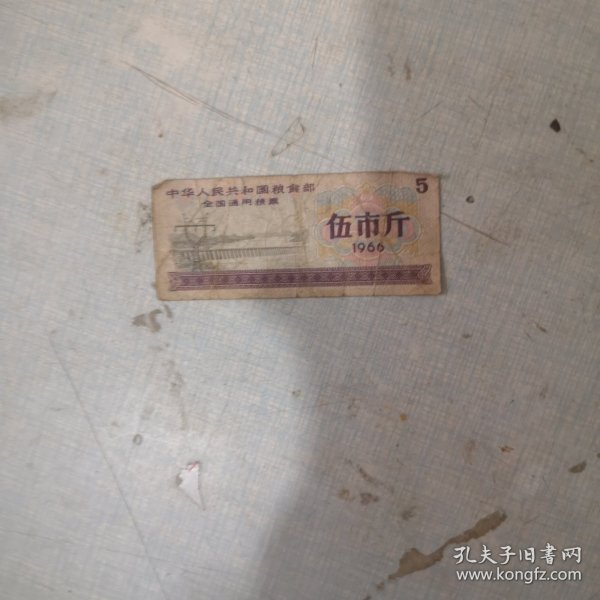 中华人民共和国粮食部
全国通用粮票
5
伍市斤
1966
孔夫子旧书网
www.kongfz.com